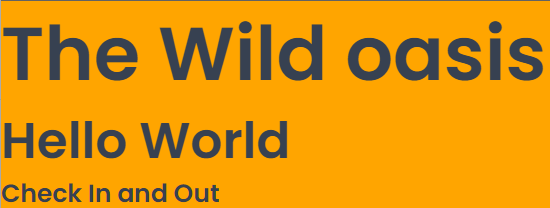 The Wild oasis
Hello World
Check In and Out